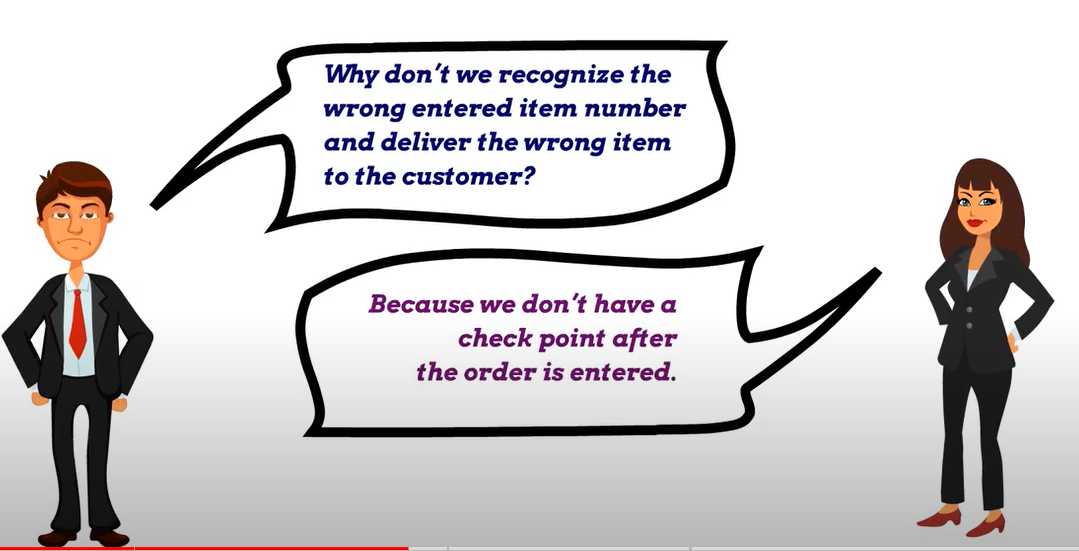 Why don't we recognize the
wrong entered item number
and deliver the wrong item
to the customer?
Because we don't have a
check point after
the order is entered.